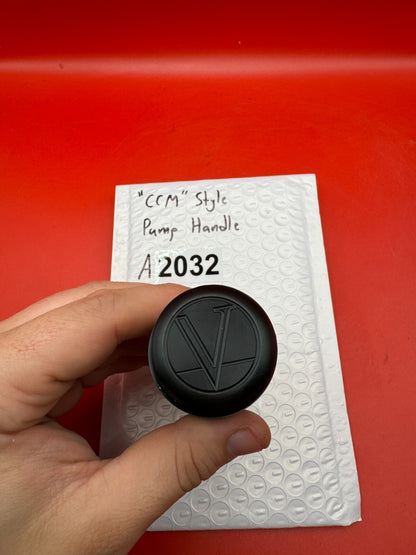 "CCM" Style
Pump Handle
A2032
V